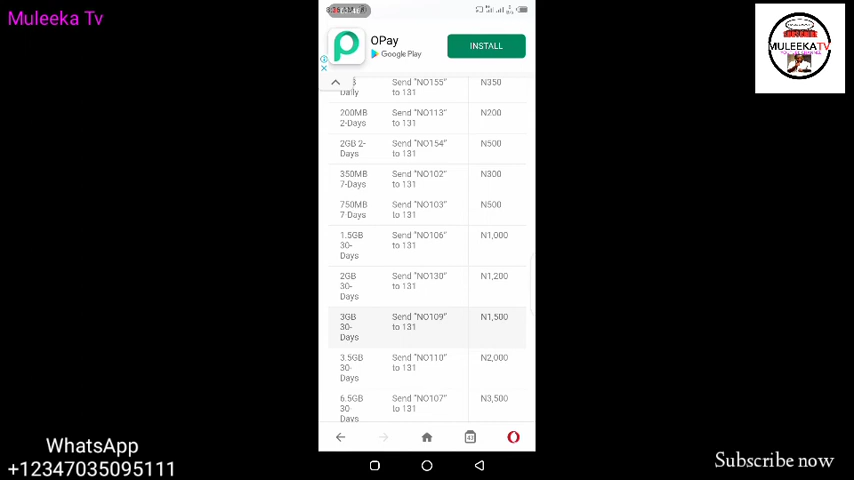 Muleeka Tv
OPay
Google Play
INSTALL
MULEEKATV
Daily
Send "NO155"
to 131
N350
200MB
2-Days
Send "NO113"
to 131
N200
2GB 2-
Days
Send "NO154"
to 131
N500
350MB
7-Days
Send "NO102"
to 131
N300
750MB
7-Days
Send "NO103"
to 131
N500
1.5GB
30-
Days
Send "NO106"
to 131
N1,000
2GB
30-
Days
Send "NO130"
to 131
N1,200
3GB
30-
Days
Send "NO109"
to 131
N1,500
3.5GB
30-
Days
Send "NO110"
to 131
N2,000
6.5GB
30-
Days
Send "NO107"
to 131
N3,500
43
WhatsApp
+12347035095111
Subscribe now